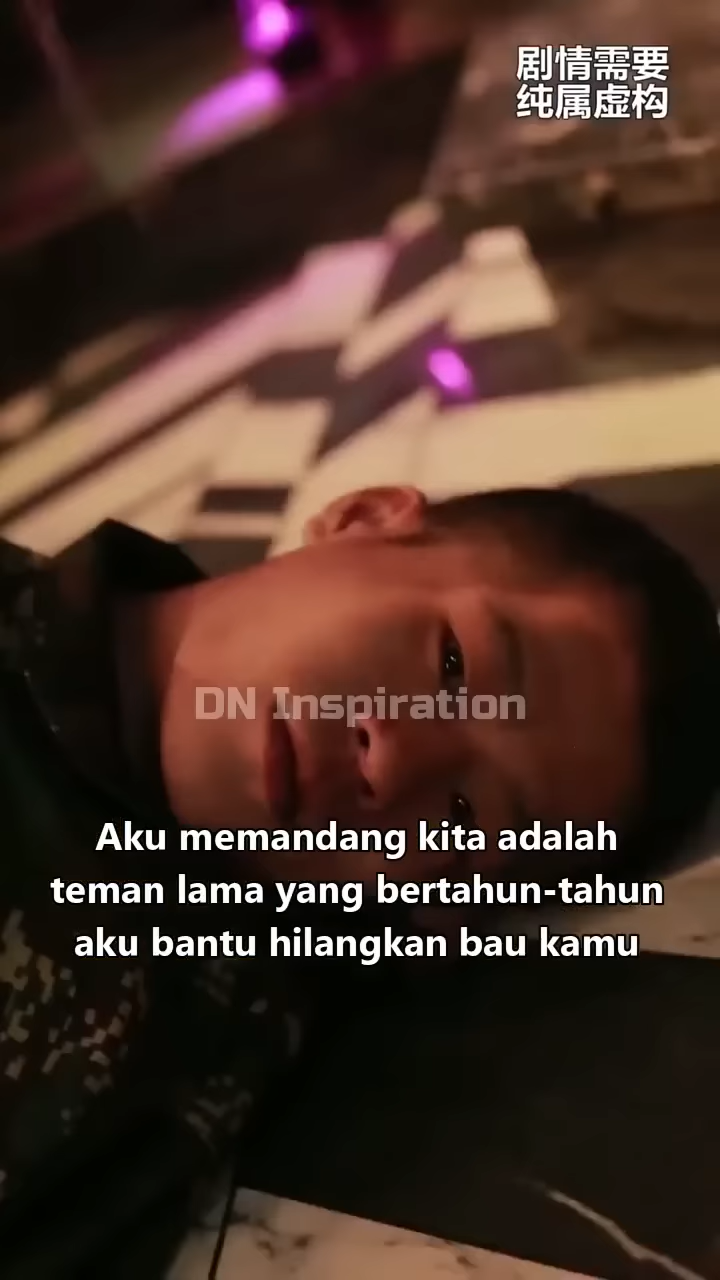 剧情需要
纯属虚构
DN Inspiration
Aku memandang kita adalah
teman lama yang bertahun-tahun
aku bantu hilangkan bau kamu